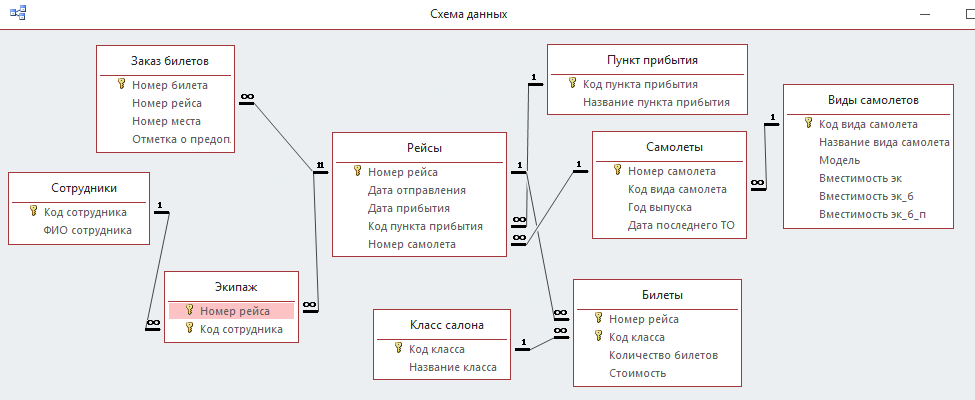 Схема данных
Заказ билетов
Номер билета
Номер рейса
Номер места
Отметка о предоп.
Сотрудники
Код сотрудника
ФИО сотрудника
Экипаж
Номер рейса
Код сотрудника
Рейсы
Номер рейса
Дата отправления
Дата прибытия
Код пункта прибытия
Номер самолета
Класс салона
Код класса
Название класса
Пункт прибытия
Код пункта прибытия
Название пункта прибытия
Самолеты
Номер самолета
Код вида самолета
Год выпуска
Дата последнего ТО
Билеты
Номер рейса
Код класса
Количество билетов
Стоимость
Виды самолетов
Код вида самолета
Название вида самолета
Модель
Вместимость эк
Вместимость эк_б
Вместимость эк_б_п
1
∞
∞
1
∞
11
1
∞
∞
1
1
∞
1
∞
∞
1